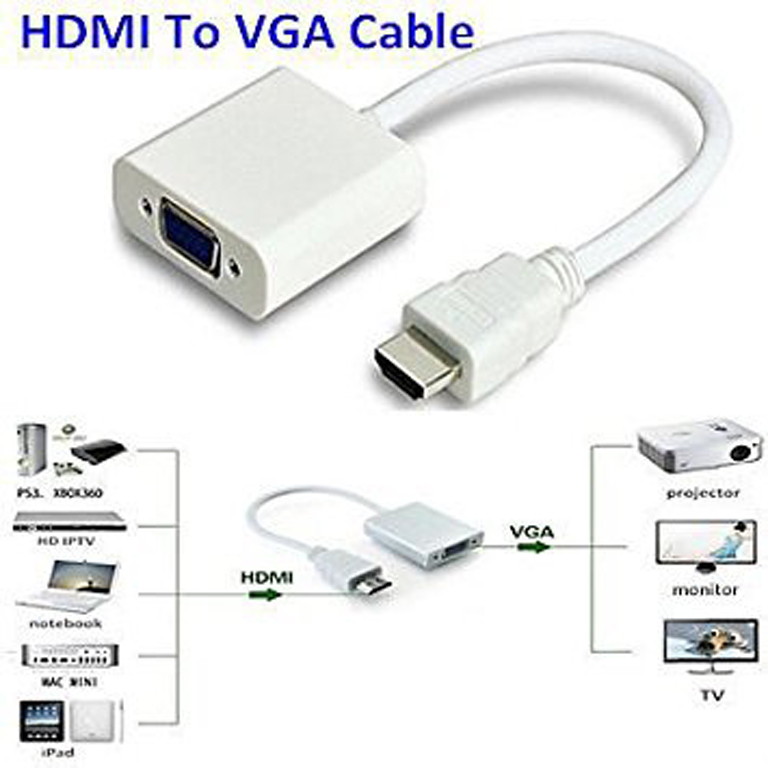 HDMI To VGA Cable
PS3. XBOX360
HD IPTV
notebook
MAC MINI
iPad
HDMI
VGA
projector
monitor
TV